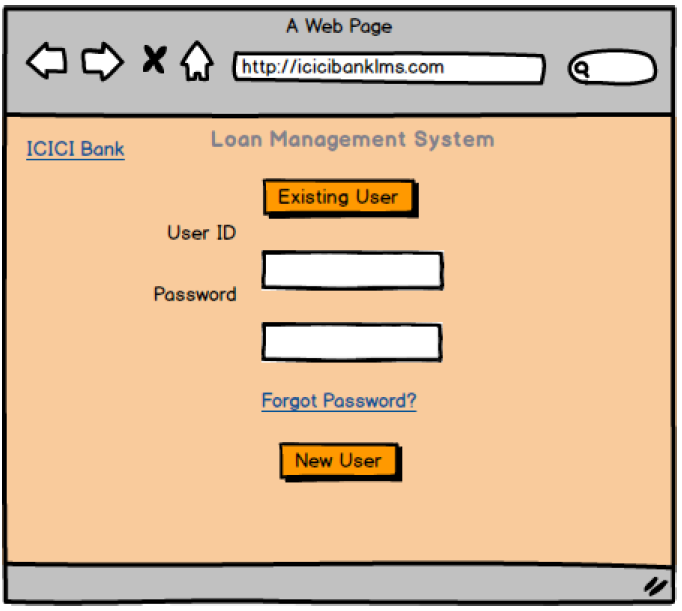 A Web Page
http://icicibanklms.com
ICICI Bank
Loan Management System
Existing User
User ID
Password
Forgot Password?
New User